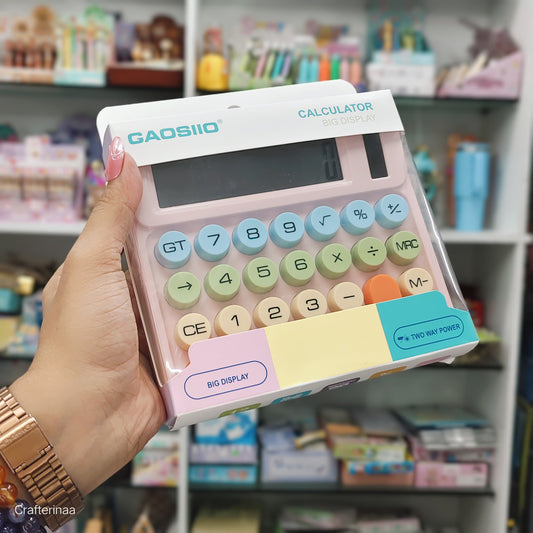 GAOSIIO®
CALCULATOR
BIG DISPLAY
GT 7 8 9 √ % +/-
→ 4 5 6 × ÷ MRC
CE 1 2 3 − M-
BIG DISPLAY
TWO WAY POWER
Crafterinaa